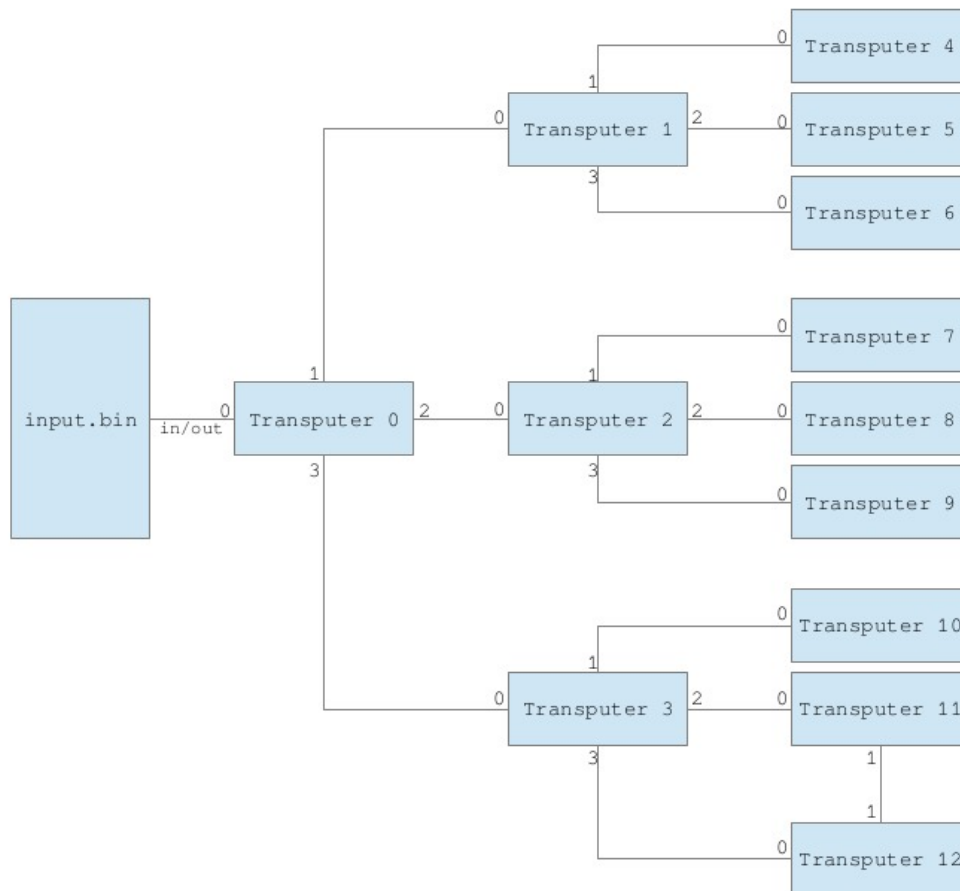 0
Transputer 4
1
0
Transputer 1
2
0
Transputer 5
3
0
Transputer 6
0
Transputer 7
1
1
input.bin
0
in/out
Transputer 0
2
0
Transputer 2
2
0
Transputer 8
3
3
0
Transputer 9
0
Transputer 10
1
0
Transputer 3
2
0
Transputer 11
3
1
1
0
Transputer 12